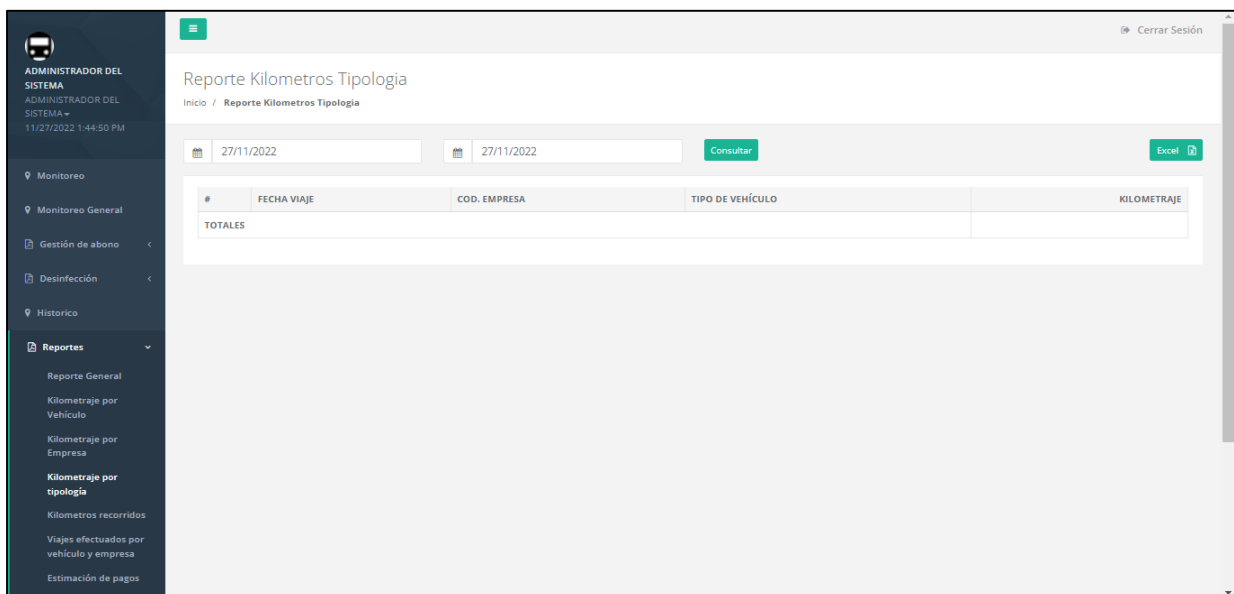 ADMINISTRADOR DEL
SISTEMA
ADMINISTRADOR DEL
SISTEMA
11/27/2022 1:44:50 PM
Monitoreo
Monitoreo General
Gestión de abono
Desinfección
Historico
Reportes
Reporte General
Kilometraje por
Vehículo
Kilometraje por
Empresa
Kilometraje por
tipología
Kilometros recorridos
Viajes efectuados por
vehículo y empresa
Estimación de pagos
Cerrar Sesión
Reporte Kilometros Tipologia
Inicio / Reporte Kilometros Tipologia
27/11/2022 27/11/2022 Consultar Excel
# FECHA VIAJE COD. EMPRESA TIPO DE VEHÍCULO KILOMETRAJE
TOTALES